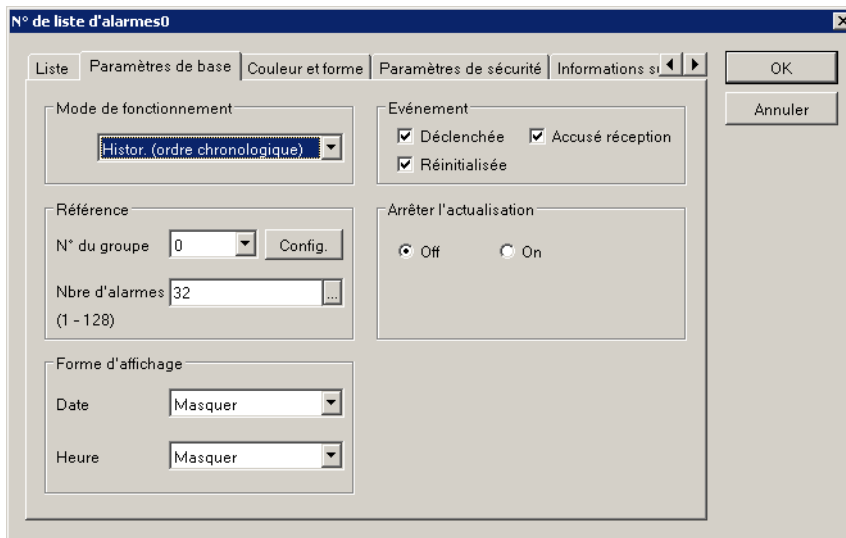 N° de liste d'alarmes0
Liste
Paramètres de base
Couleur et forme
Paramètres de sécurité
Informations
OK
Annuler
Mode de fonctionnement
Histor. (ordre chronologique)
Evénement
Déclenchée
Accusé réception
Réinitialisée
Référence
N° du groupe
0
Config.
Nbre d'alarmes
32
...
(1 - 128)
Arrêter l'actualisation
Off
On
Forme d'affichage
Date
Masquer
Heure
Masquer